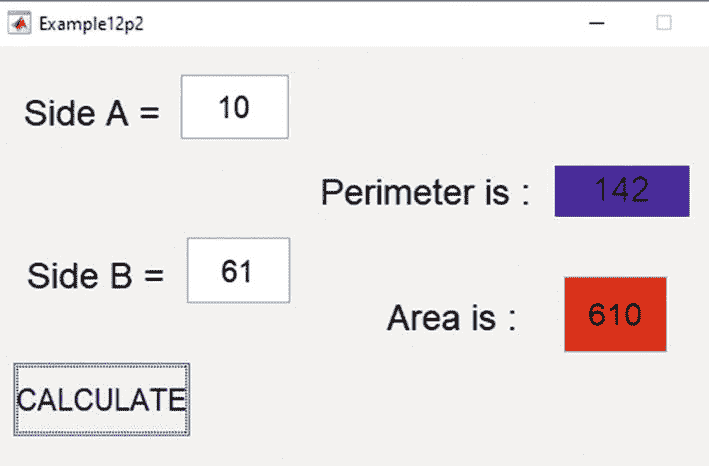 Example12p2
Side A = 10
Perimeter is : 142
Side B = 61
Area is : 610
CALCULATE